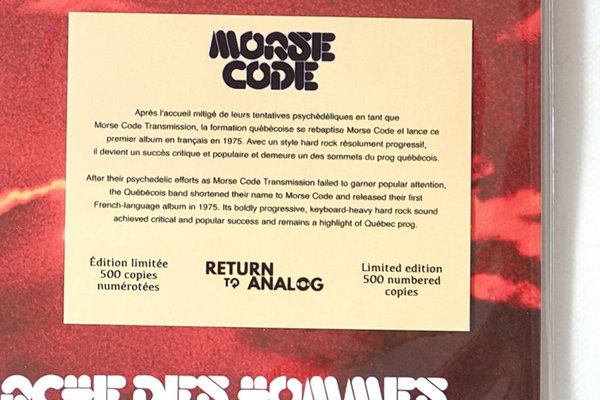 MORSE
CODE
Après l'accueil mitigé de leurs tentatives psychédéliques en tant que
Morse Code Transmission, la formation québécoise se rebaptise Morse Code et lance ce
premier album en français en 1975. Avec un style hard rock résolument progressif,
il devient un succès critique et populaire et demeure un des sommets du prog québécois.
After their psychedelic efforts as Morse Code Transmission failed to garner popular attention,
the Québécois band shortened their name to Morse Code and released their first
French-language album in 1975. Its boldly progressive, keyboard-heavy hard rock sound
achieved critical and popular success and remains a highlight of Québec prog.
Édition limitée
500 copies
numérotées
RETURN
TO ANALOG
Limited edition
500 numbered
copies
DES HOMMES